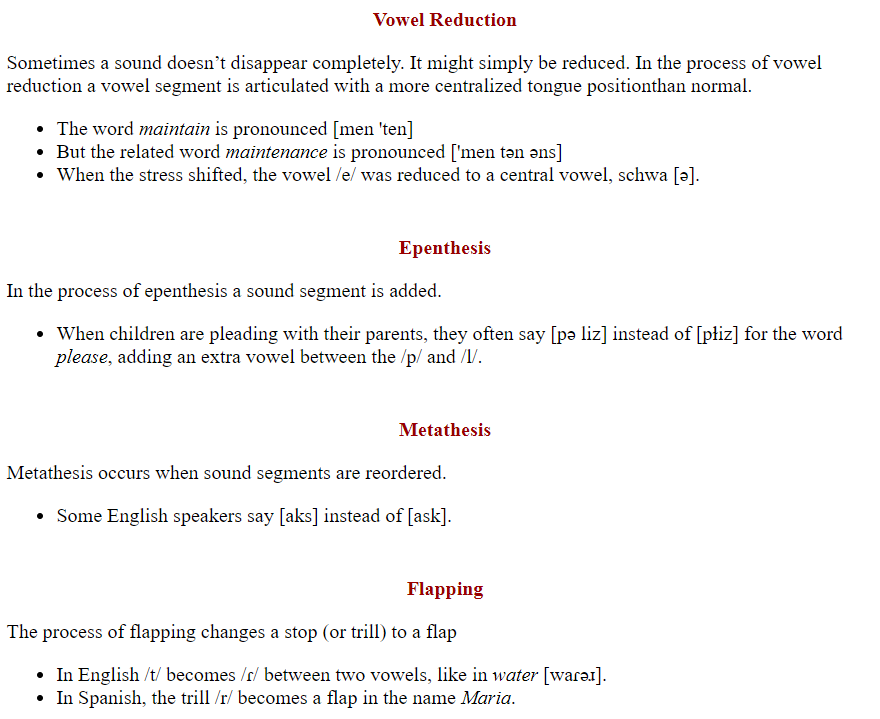 Vowel Reduction
Sometimes a sound doesn’t disappear completely. It might simply be reduced. In the process of vowel
reduction a vowel segment is articulated with a more centralized tongue positionthan normal.
• The word maintain is pronounced [men 'ten]
• But the related word maintenance is pronounced ['men tən əns]
• When the stress shifted, the vowel /e/ was reduced to a central vowel, schwa [ə].
Epenthesis
In the process of epenthesis a sound segment is added.
• When children are pleading with their parents, they often say [pə liz] instead of [płiz] for the word
please, adding an extra vowel between the /p/ and /l/.
Metathesis
Metathesis occurs when sound segments are reordered.
• Some English speakers say [aks] instead of [ask].
Flapping
The process of flapping changes a stop (or trill) to a flap
• In English /t/ becomes /ɾ/ between two vowels, like in water [waɾəɹ].
• In Spanish, the trill /r/ becomes a flap in the name Maria.